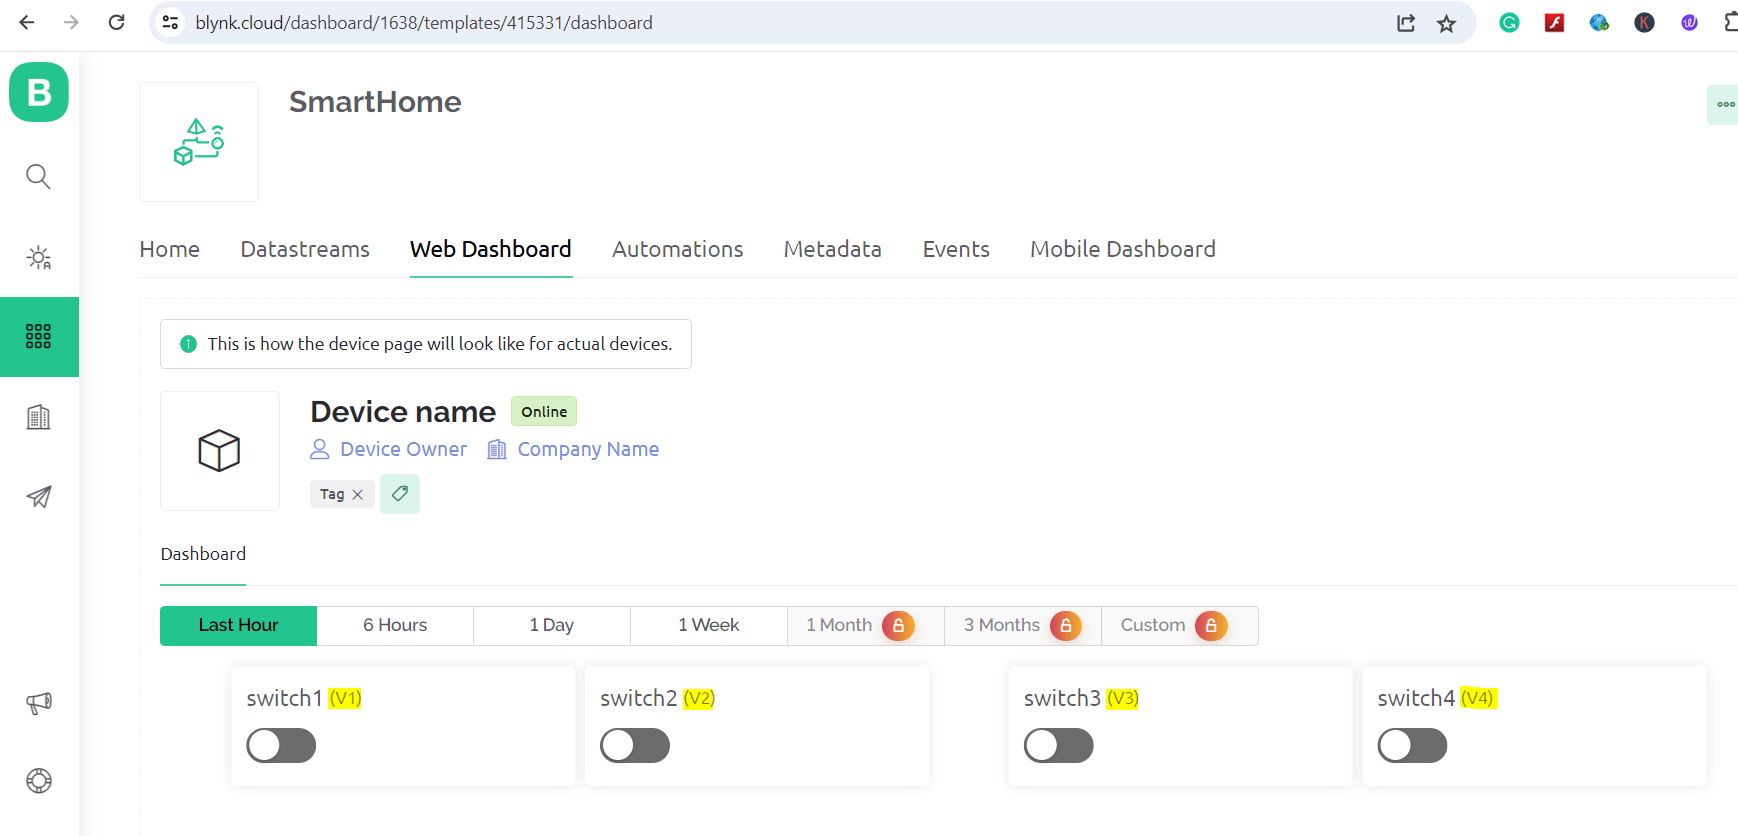 blynk.cloud/dashboard/1638/templates/415331/dashboard
B
SmartHome
Home Datastreams Web Dashboard Automations Metadata Events Mobile Dashboard
This is how the device page will look like for actual devices.
Device name Online
Device Owner Company Name
Tag
Dashboard
Last Hour 6 Hours 1 Day 1 Week 1 Month 3 Months Custom
switch1 (V1) switch2 (V2) switch3 (V3) switch4 (V4)